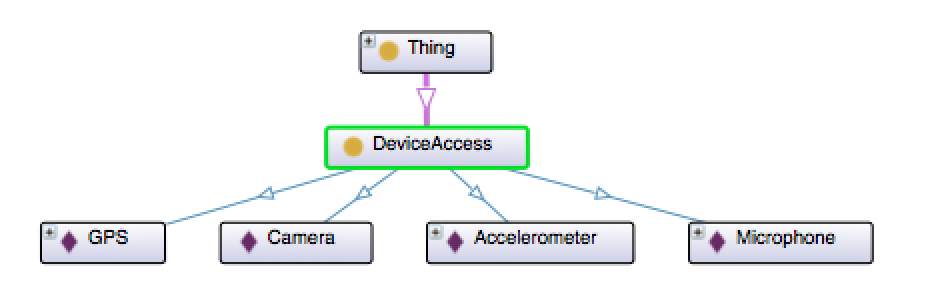 Thing
DeviceAccess
GPS
Camera
Accelerometer
Microphone